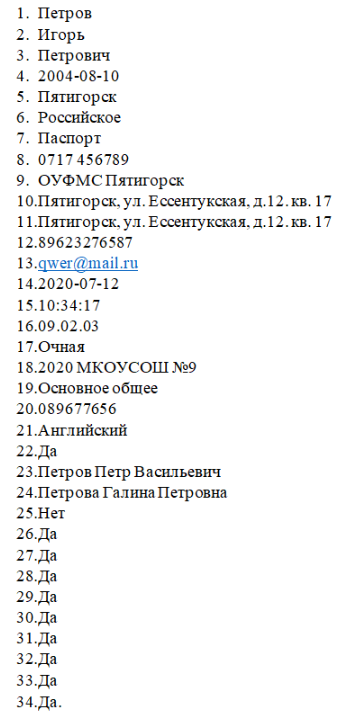 1. Петров
2. Игорь
3. Петрович
4. 2004-08-10
5. Пятигорск
6. Российское
7. Паспорт
8. 0717 456789
9. ОУФМС Пятигорск
10.Пятигорск, ул. Ессентукская, д.12. кв. 17
11.Пятигорск, ул. Ессентукская, д.12. кв. 17
12.89623276587
13.qwer@mail.ru
14.2020-07-12
15.10:34:17
16.09.02.03
17.Очная
18.2020 МКОУСОШ №9
19.Основное общее
20.089677656
21.Английский
22.Да
23.Петров Петр Васильевич
24.Петрова Галина Петровна
25.Нет
26.Да
27.Да
28.Да
29.Да
30.Да
31.Да
32.Да
33.Да
34.Да.